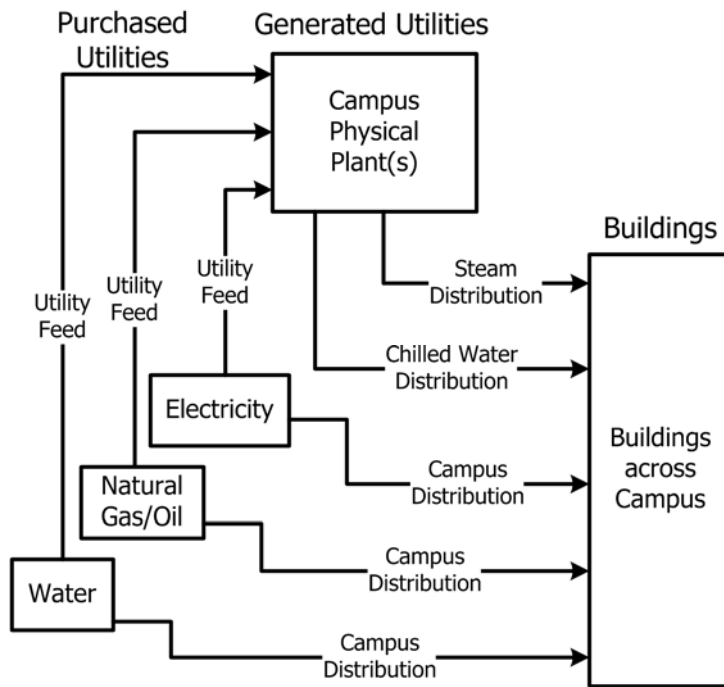 Purchased
Utilities
Generated Utilities
Campus
Physical
Plant(s)
Buildings
Utility
Feed
Utility
Feed
Utility
Feed
Steam
Distribution
Chilled Water
Distribution
Electricity
Campus
Distribution
Buildings
across
Campus
Natural
Gas/Oil
Campus
Distribution
Water
Campus
Distribution